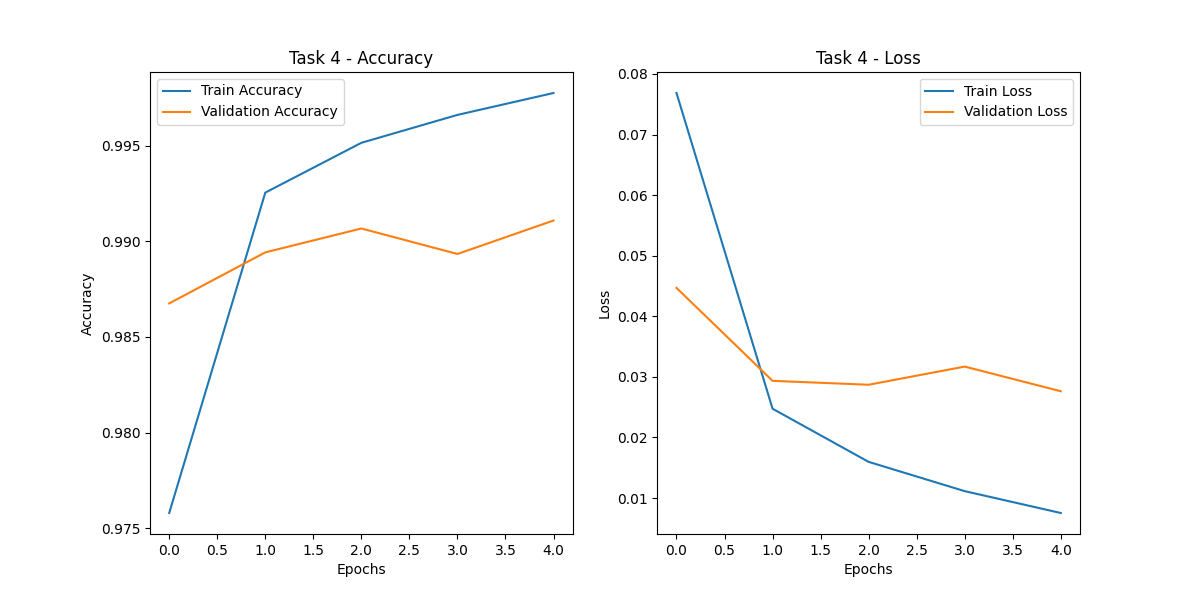 Task 4 - Accuracy
Train Accuracy
Validation Accuracy
Accuracy
0.995
0.990
0.985
0.980
0.975
0.0 0.5 1.0 1.5 2.0 2.5 3.0 3.5 4.0
Epochs
Task 4 - Loss
Train Loss
Validation Loss
Loss
0.08
0.07
0.06
0.05
0.04
0.03
0.02
0.01
0.0 0.5 1.0 1.5 2.0 2.5 3.0 3.5 4.0
Epochs